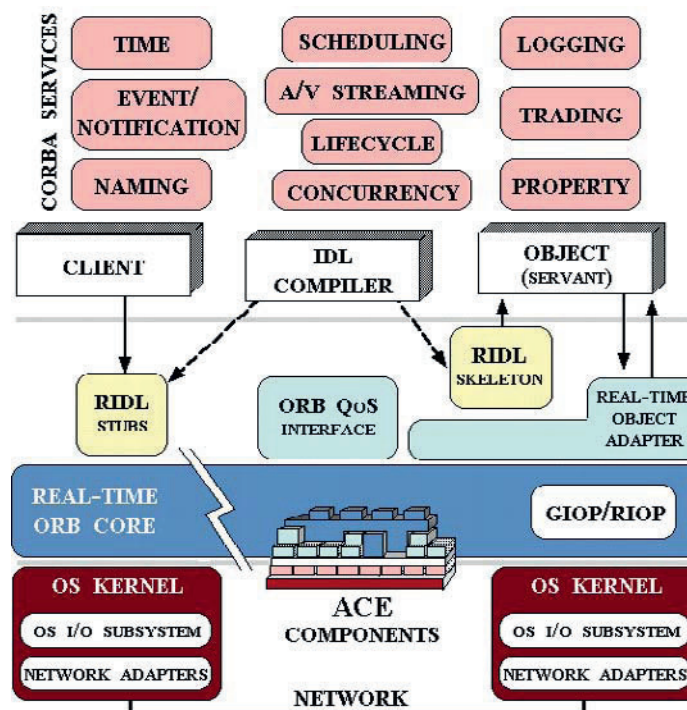 CORBA SERVICES
TIME
SCHEDULING
LOGGING
EVENT/
NOTIFICATION
A/V STREAMING
TRADING
LIFECYCLE
NAMING
CONCURRENCY
PROPERTY
CLIENT
IDL
COMPILER
OBJECT
(SERVANT)
RIDL
STUBS
ORB QoS
INTERFACE
RIDL
SKELETON
REAL-TIME
OBJECT
ADAPTER
REAL-TIME
ORB CORE
GIOP/RIOP
OS KERNEL
OS I/O SUBSYSTEM
NETWORK ADAPTERS
ACE
COMPONENTS
NETWORK
OS KERNEL
OS I/O SUBSYSTEM
NETWORK ADAPTERS